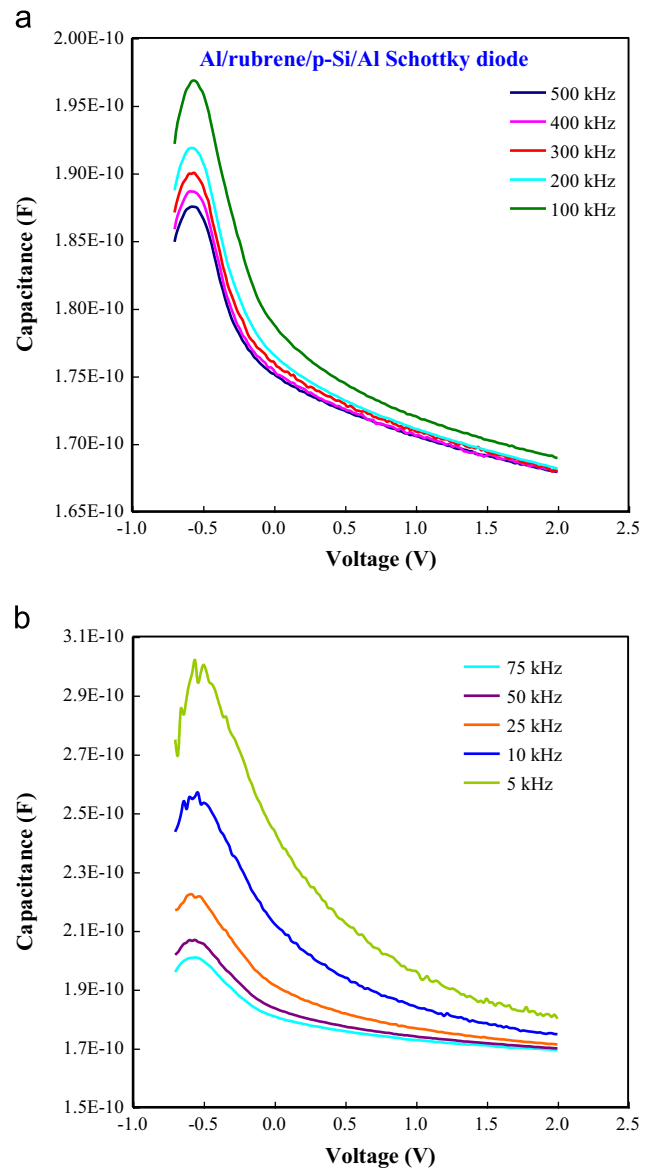 a
Al/rubrene/p-Si/Al Schottky diode
2.00E-10
1.95E-10
1.90E-10
1.85E-10
1.80E-10
1.75E-10
1.70E-10
1.65E-10
Capacitance (F)
500 kHz
400 kHz
300 kHz
200 kHz
100 kHz
-1.0 -0.5 0.0 0.5 1.0 1.5 2.0 2.5
Voltage (V)
b
3.1E-10
2.9E-10
2.7E-10
2.5E-10
2.3E-10
2.1E-10
1.9E-10
1.7E-10
1.5E-10
Capacitance (F)
75 kHz
50 kHz
25 kHz
10 kHz
5 kHz
-1.0 -0.5 0.0 0.5 1.0 1.5 2.0 2.5
Voltage (V)